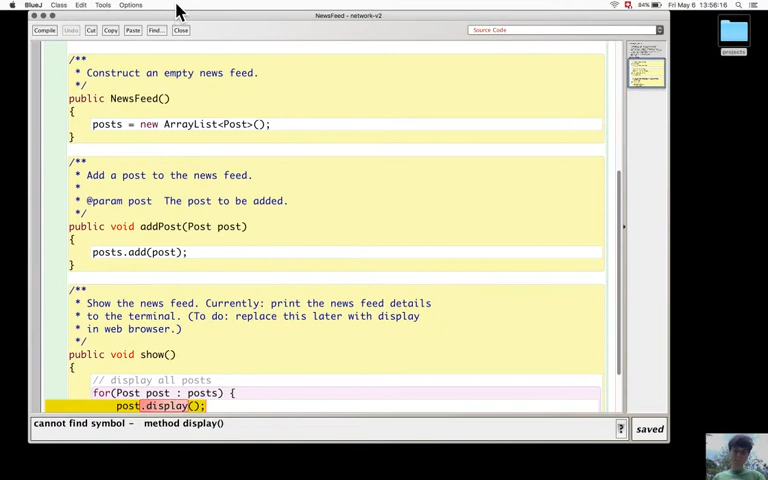 BlueJ Class Edit Tools Options 84% Fri May 6 13:56:16
NewsFeed - network-v2
Compile Undo Cut Copy Paste Find... Close Source Code
/**
* Construct an empty news feed.
*/
public NewsFeed()
{
posts = new ArrayList<Post>();
}
/**
* Add a post to the news feed.
*
* @param post The post to be added.
*/
public void addPost(Post post)
{
posts.add(post);
}
/**
* Show the news feed. Currently: print the news feed details
* to the terminal. (To do: replace this later with display
* in web browser.)
*/
public void show()
{
// display all posts
for(Post post : posts) {
post.display();
cannot find symbol - method display()
? saved
projects